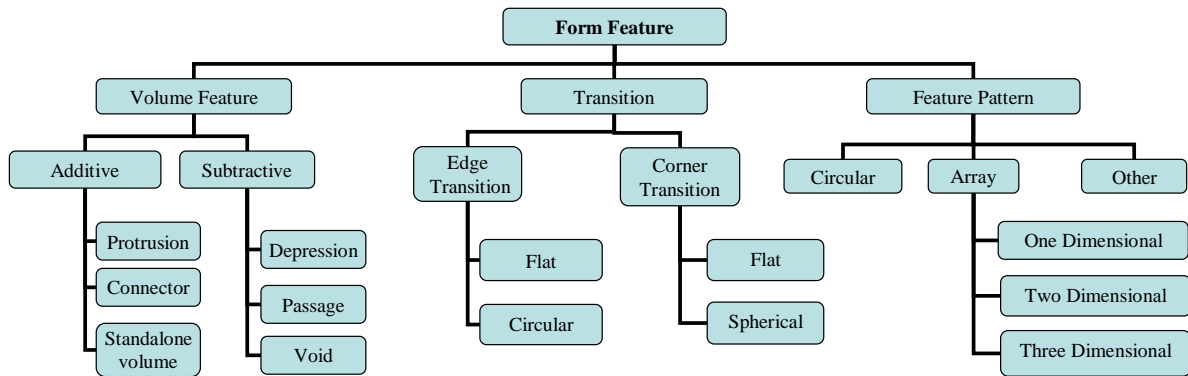 Form Feature
Volume Feature
Transition
Feature Pattern
Additive
Subtractive
Edge
Transition
Corner
Transition
Circular
Array
Other
Protrusion
Connector
Standalone
volume
Depression
Passage
Void
Flat
Circular
Flat
Spherical
One Dimensional
Two Dimensional
Three Dimensional